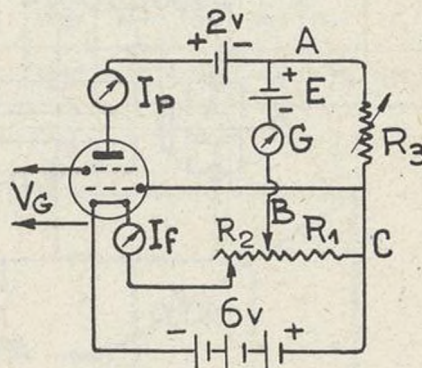 + 2v - A
Ip
+ E -
G
R3
VG
B
If
R2 R1
C
- 6v +